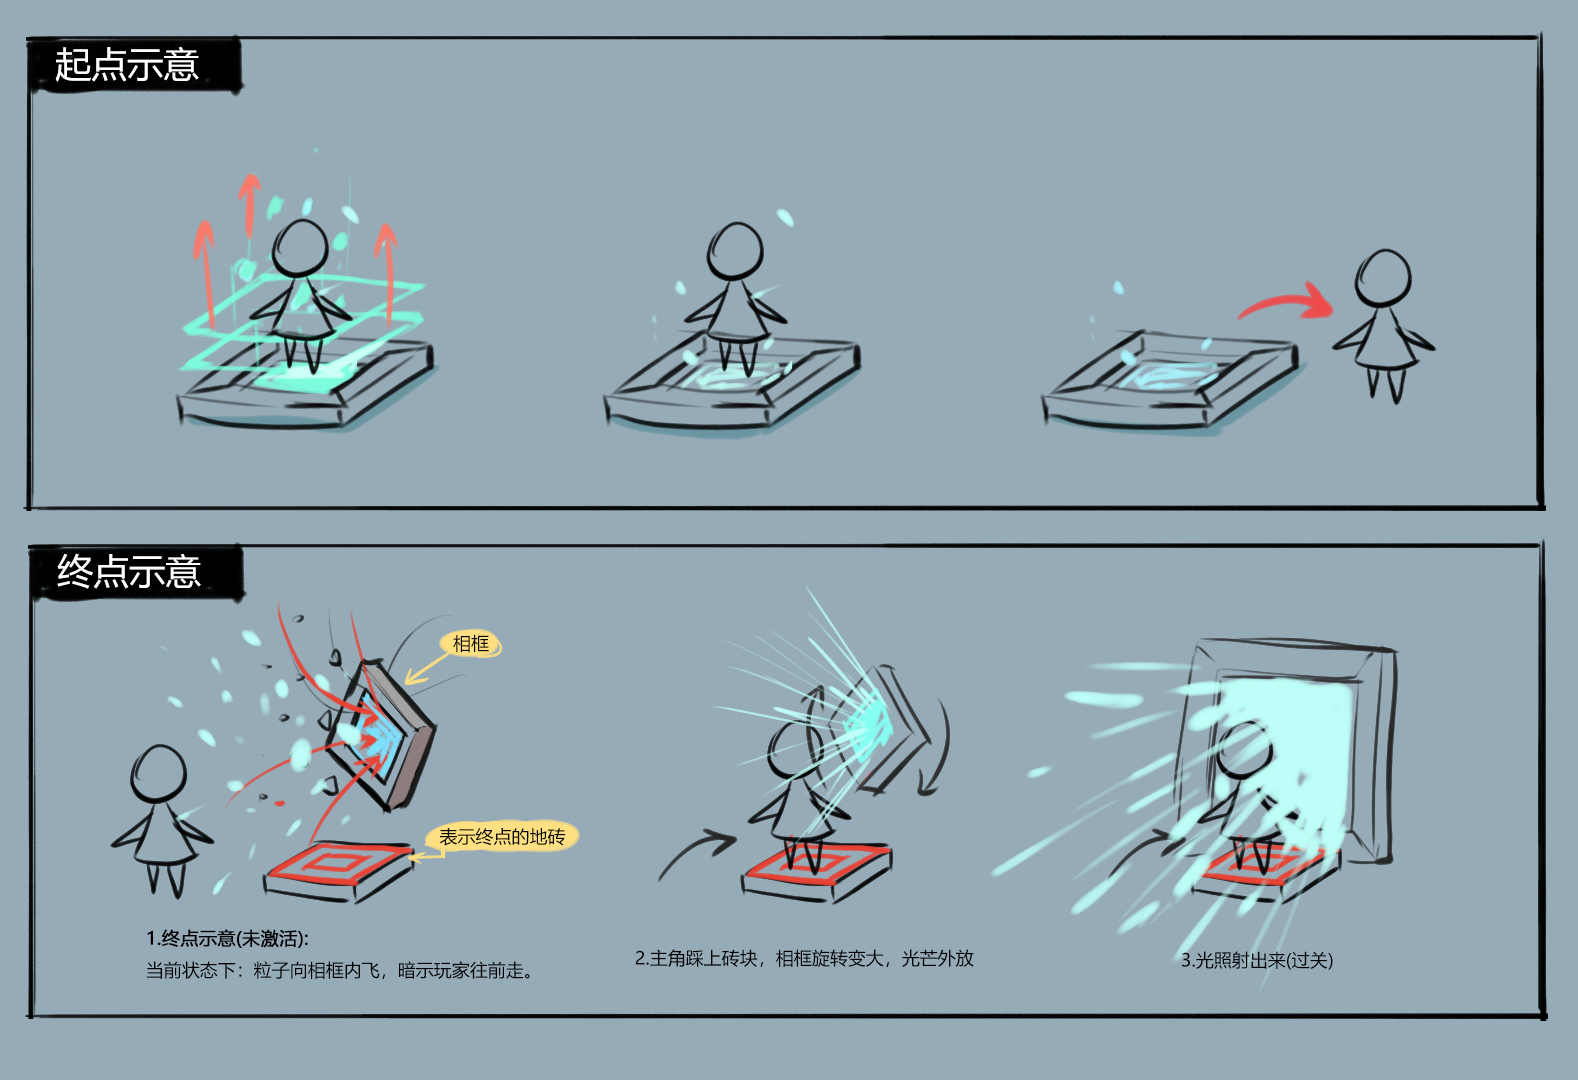 起点示意
终点示意
相框
表示终点的地砖
1.终点示意(未激活):
当前状态下：粒子向相框内飞，暗示玩家往前走。
2.主角踩上砖块，相框旋转变大，光芒外放
3.光照射出来(过关)